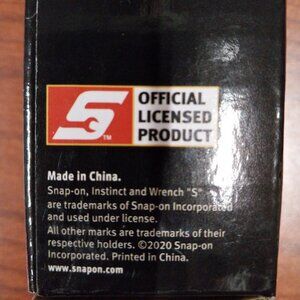 S
TM
OFFICIAL
LICENSED
PRODUCT
Made in China.
Snap-on, Instinct and Wrench "S"
are trademarks of Snap-on Incorporated
and used under license.
All other marks are trademarks of their
respective holders. ©2020 Snap-on
Incorporated. Printed in China.
www.snapon.com